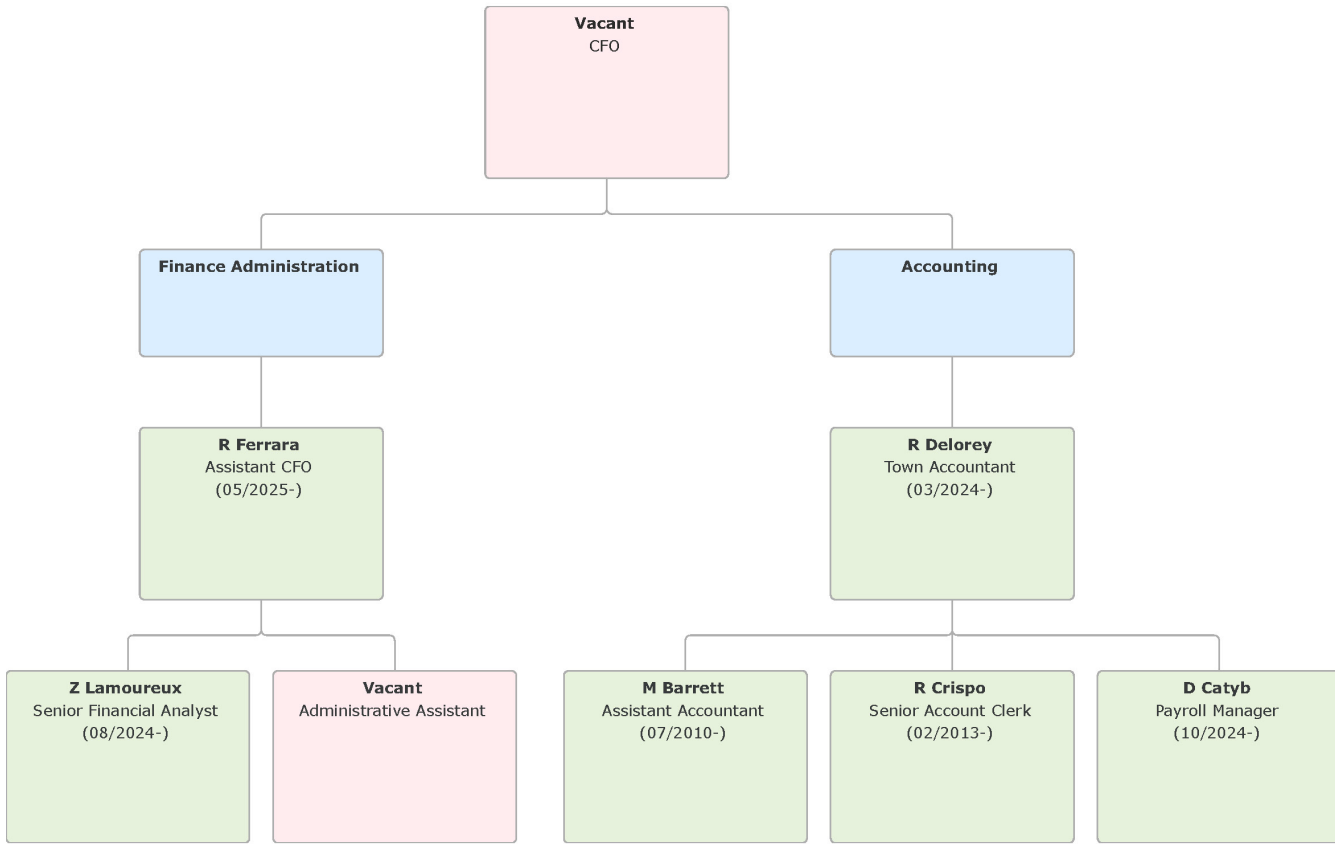 Vacant
CFO
Finance Administration
Accounting
R Ferrara
Assistant CFO
(05/2025-)
R Delorey
Town Accountant
(03/2024-)
Z Lamoureux
Senior Financial Analyst
(08/2024-)
Vacant
Administrative Assistant
M Barrett
Assistant Accountant
(07/2010-)
R Crispo
Senior Account Clerk
(02/2013-)
D Catyb
Payroll Manager
(10/2024-)